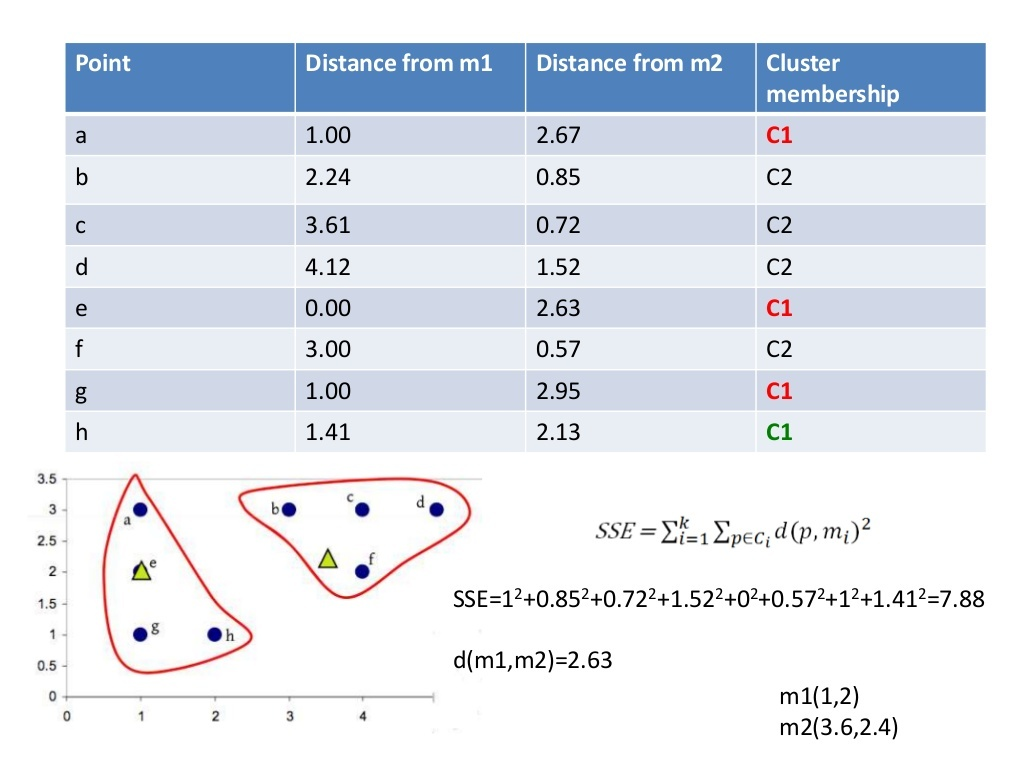 Point Distance from m1 Distance from m2 Cluster
membership
a 1.00 2.67 C1
b 2.24 0.85 C2
c 3.61 0.72 C2
d 4.12 1.52 C2
e 0.00 2.63 C1
f 3.00 0.57 C2
g 1.00 2.95 C1
h 1.41 2.13 C1
3.5
3
2.5
2
1.5
1
0.5
0
0 1 2 3 4
a
b
c
d
e
f
g
h
SSE = ∑ᵏᵢ₌₁ ∑ₚ∈Cᵢ d(p, mᵢ)²
SSE=1²+0.85²+0.72²+1.52²+0²+0.57²+1²+1.41²=7.88
d(m1,m2)=2.63
m1(1,2)
m2(3.6,2.4)